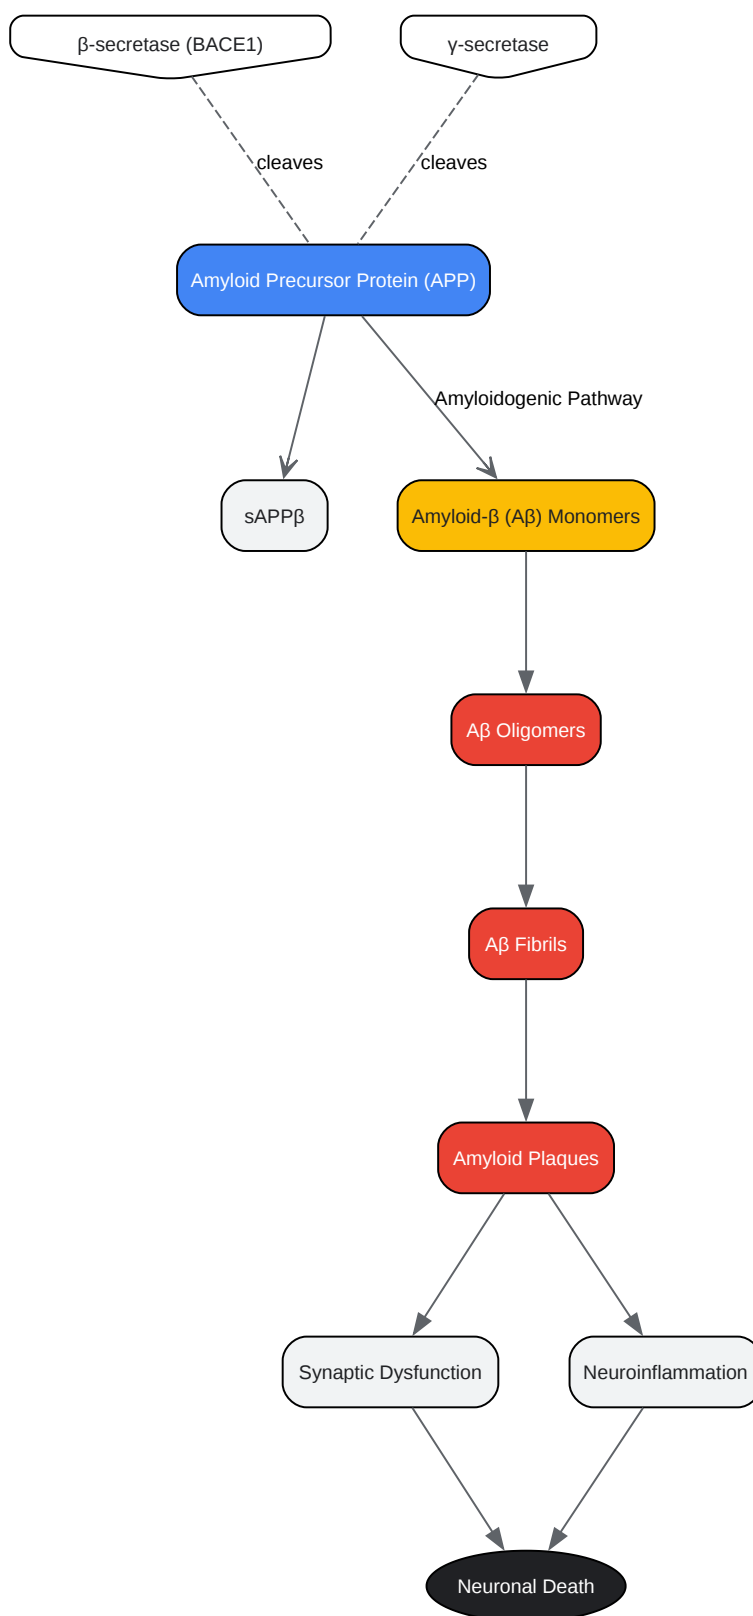 β-secretase (BACE1)
γ-secretase
cleaves
cleaves
Amyloid Precursor Protein (APP)
Amyloidogenic Pathway
sAPPβ
Amyloid-β (Aβ) Monomers
Aβ Oligomers
Aβ Fibrils
Amyloid Plaques
Synaptic Dysfunction
Neuroinflammation
Neuronal Death